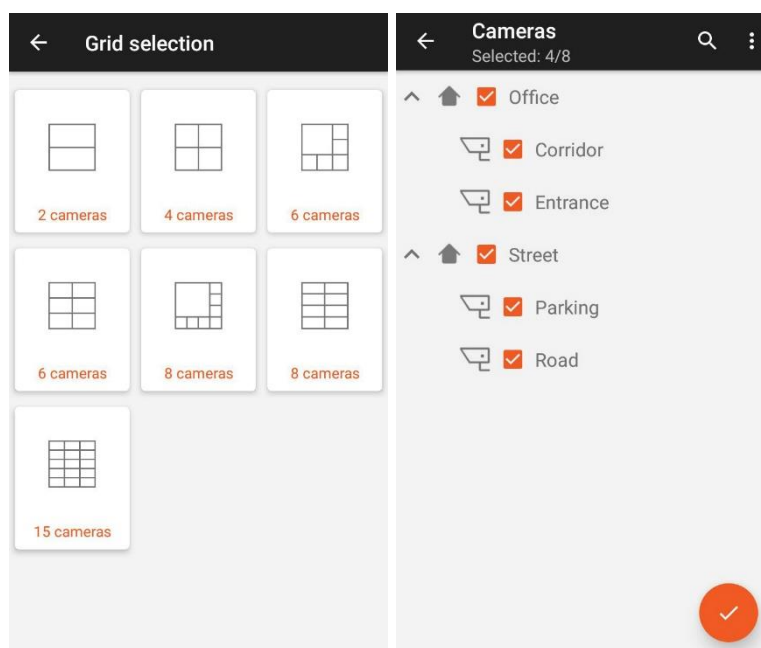 Grid selection
2 cameras
4 cameras
6 cameras
6 cameras
8 cameras
8 cameras
15 cameras
Cameras
Selected: 4/8
Office
Corridor
Entrance
Street
Parking
Road